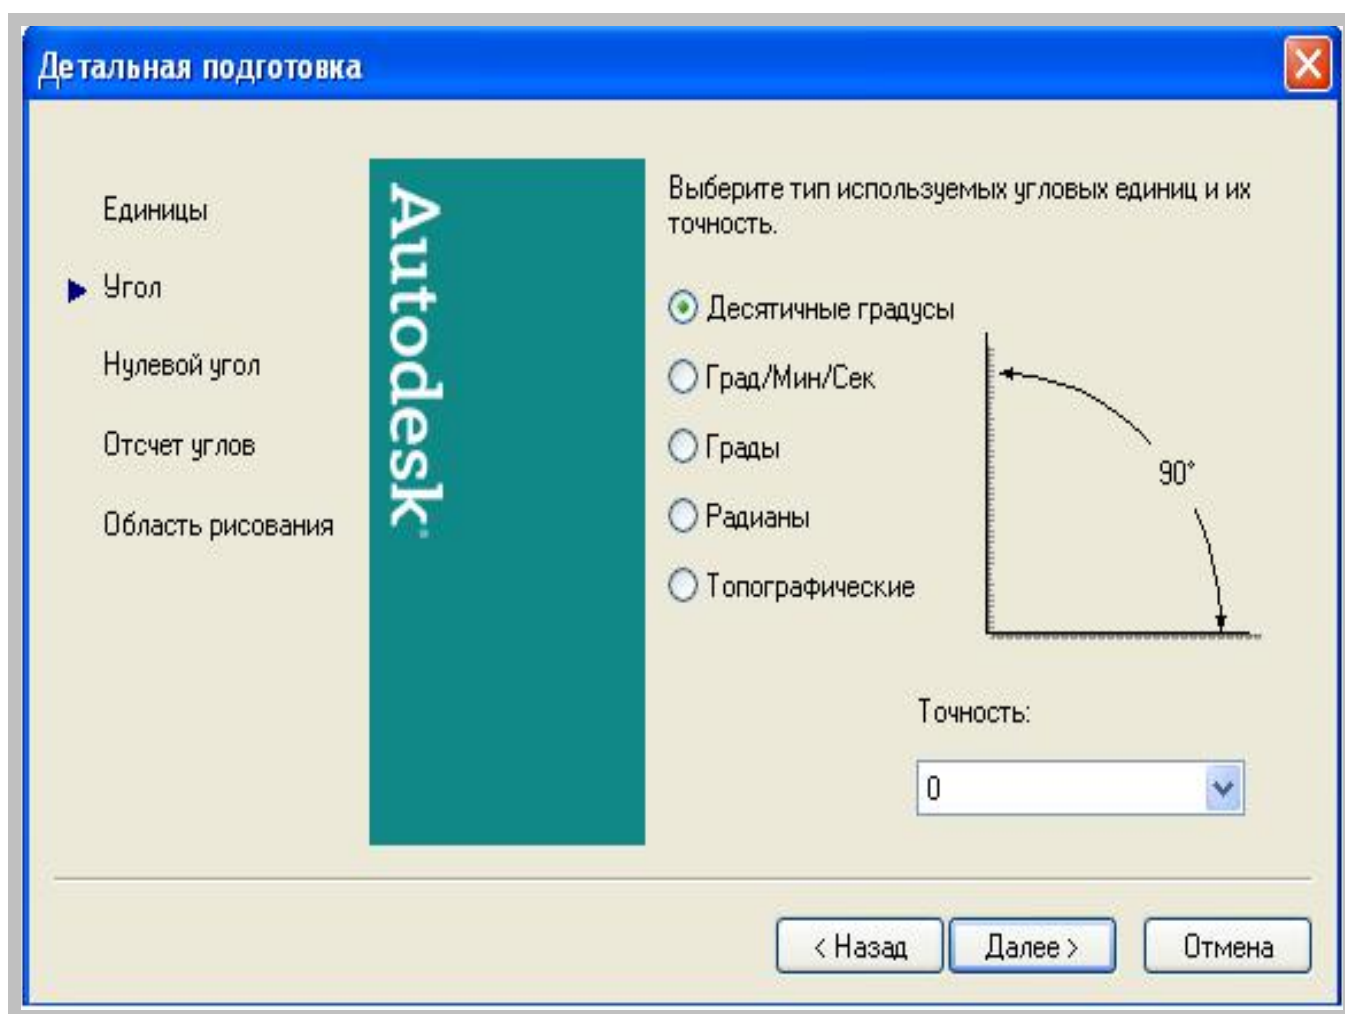 Детальная подготовка
Единицы
Угол
Нулевой угол
Отсчет углов
Область рисования
Autodesk
Выберите тип используемых угловых единиц и их
точность.
Десятичные градусы
Град/Мин/Сек
Грады
Радианы
Топографические
90°
Точность:
0
< Назад
Далее >
Отмена